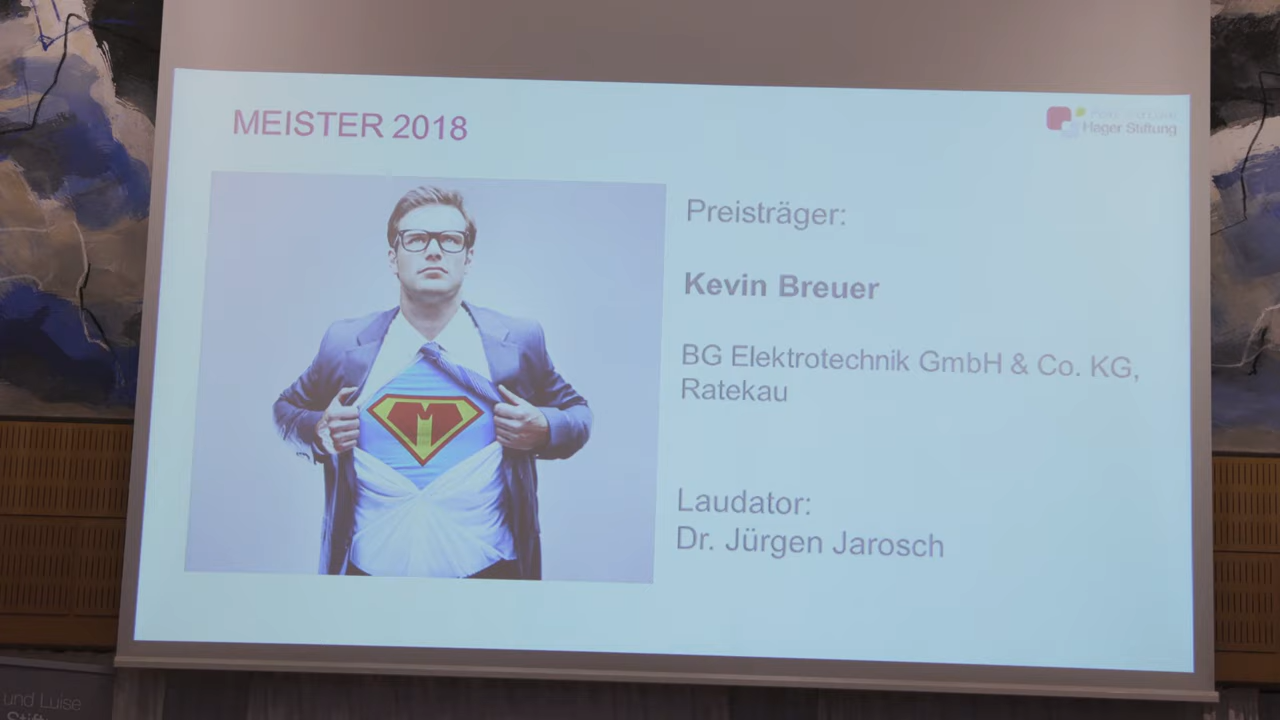 MEISTER 2018
Hager Stiftung
Preisträger:
Kevin Breuer
BG Elektrotechnik GmbH & Co. KG,
Ratekau
M
Laudator:
Dr. Jürgen Jarosch
und Luise